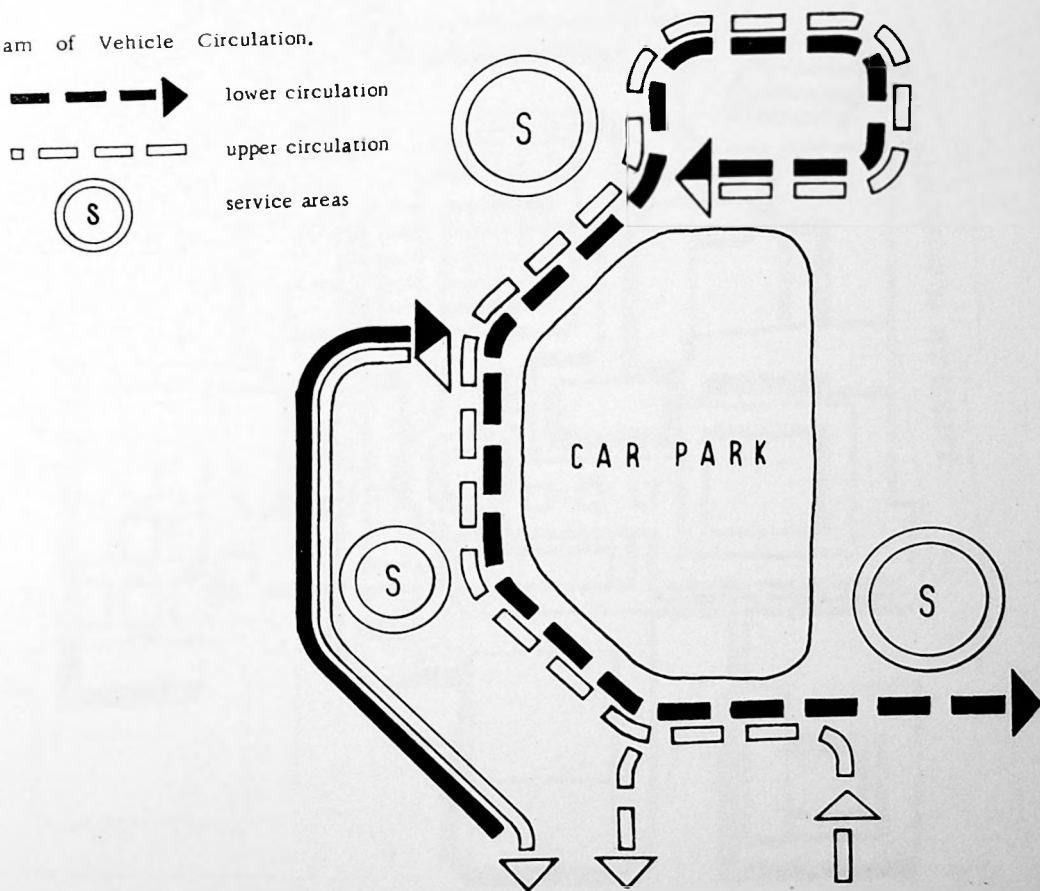 am of Vehicle Circulation.
lower circulation
upper circulation
S service areas
S
CAR PARK
S
S